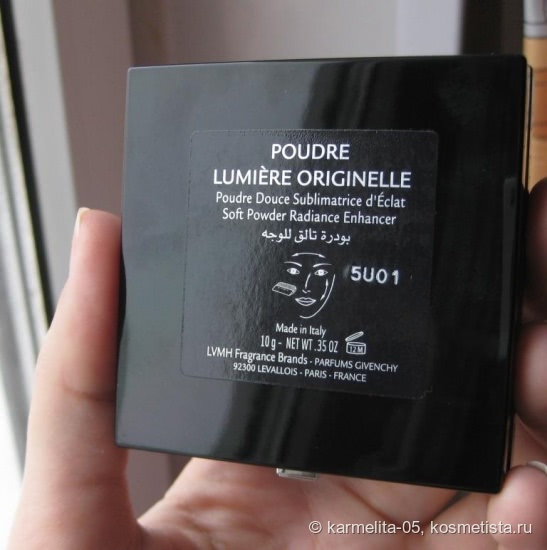 POUDRE
LUMIÈRE ORIGINELLE
Poudre Douce Sublimatrice d'Éclat
Soft Powder Radiance Enhancer
بودرة تالق للوجه
5U01
Made in Italy
10 g - NET WT .35 OZ 12M
LVMH Fragrance Brands - PARFUMS GIVENCHY
92300 LEVALLOIS - PARIS - FRANCE
© karmelita-05, kosmetista.ru